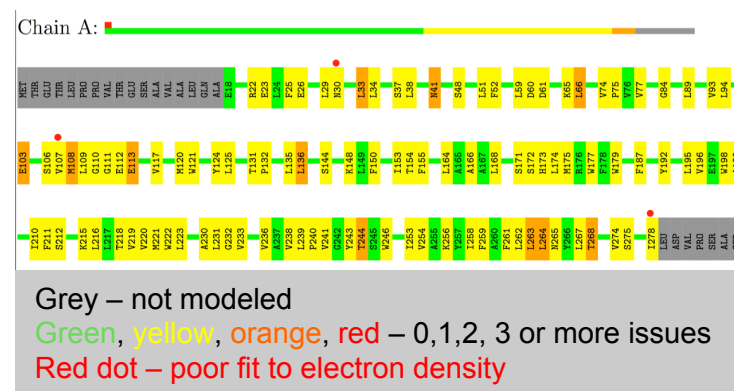 Chain A:
MET THR GLU THR LEU PRO PRO VAL THR GLU SER ALA VAL ALA LEU GLN ALA E18 R22 E23 L24 F25 E26 L29 N30 L33 L34 S37 L38 N41 S48 L51 F52 L59 D60 D61 K65 L66 V74 P75 V76 V77 G84 L89 V93 L94
E103 S106 V107 M108 L109 G110 G111 E112 E113 V117 M120 W121 Y124 L125 T131 P132 L135 L136 S144 K148 L149 F150 I153 T154 F155 L164 A165 A166 A167 L168 S171 S172 H173 L174 M175 R176 W177 F178 W179 F187 Y192 L195 V196 E197 W198
I210 F211 S212 K215 L216 L217 T218 V219 V220 M221 W222 L223 A230 L231 G232 V233 V236 A237 V238 L239 P240 V241 G242 V243 T244 S245 W246 I253 V254 A255 K256 Y257 I258 F259 A260 F261 L262 L263 L264 N265 Y266 L267 T268 V274 S275 I278 LEU ASP VAL PRO SER ALA
Grey – not modeled
Green, yellow, orange, red – 0,1,2, 3 or more issues
Red dot – poor fit to electron density